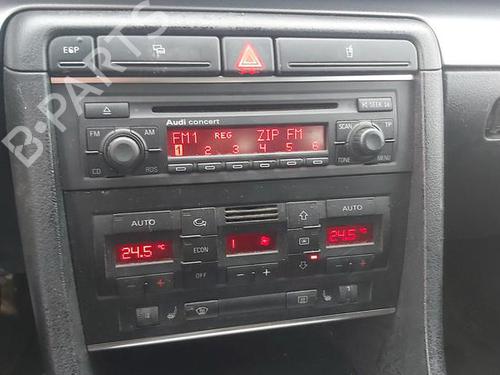 B-PARTS
ESP
SEEK
Audi concert
FM
AM
CD
RDS
FM1 REG ZIP FM
1 2 3 4 5 6
SCAN
TP
TONE
MENU
AUTO
AUTO
24.5 °C
ECON
1
24.5 °C
OFF
- +
- +
- +